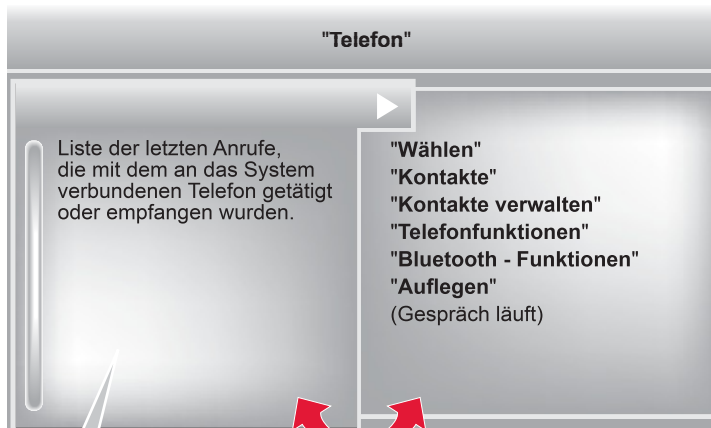 "Telefon"
Liste der letzten Anrufe,
die mit dem an das System
verbundenen Telefon getätigt
oder empfangen wurden.
"Wählen"
"Kontakte"
"Kontakte verwalten"
"Telefonfunktionen"
"Bluetooth - Funktionen"
"Auflegen"
(Gespräch läuft)